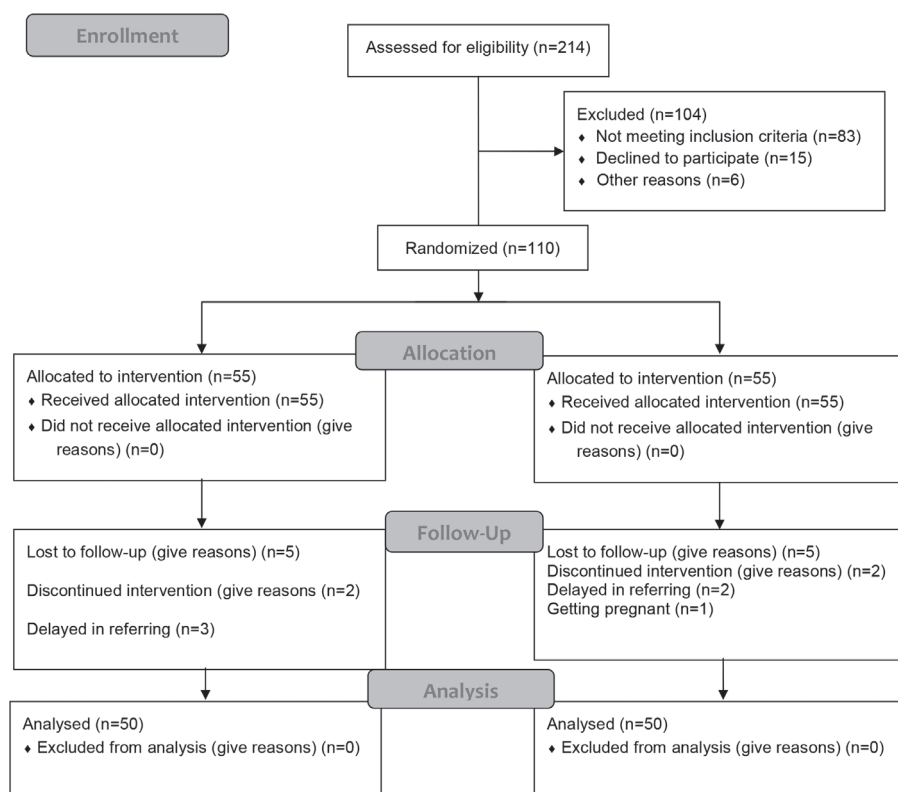 Enrollment
Assessed for eligibility (n=214)
Excluded (n=104)
♦ Not meeting inclusion criteria (n=83)
♦ Declined to participate (n=15)
♦ Other reasons (n=6)
Randomized (n=110)
Allocation
Allocated to intervention (n=55)
♦ Received allocated intervention (n=55)
♦ Did not receive allocated intervention (give
reasons) (n=0)
Allocated to intervention (n=55)
♦ Received allocated intervention (n=55)
♦ Did not receive allocated intervention (give
reasons) (n=0)
Follow-Up
Lost to follow-up (give reasons) (n=5)
Discontinued intervention (give reasons (n=2)
Delayed in referring (n=3)
Lost to follow-up (give reasons) (n=5)
Discontinued intervention (give reasons) (n=2)
Delayed in referring (n=2)
Getting pregnant (n=1)
Analysis
Analysed (n=50)
♦ Excluded from analysis (give reasons) (n=0)
Analysed (n=50)
♦ Excluded from analysis (give reasons) (n=0)